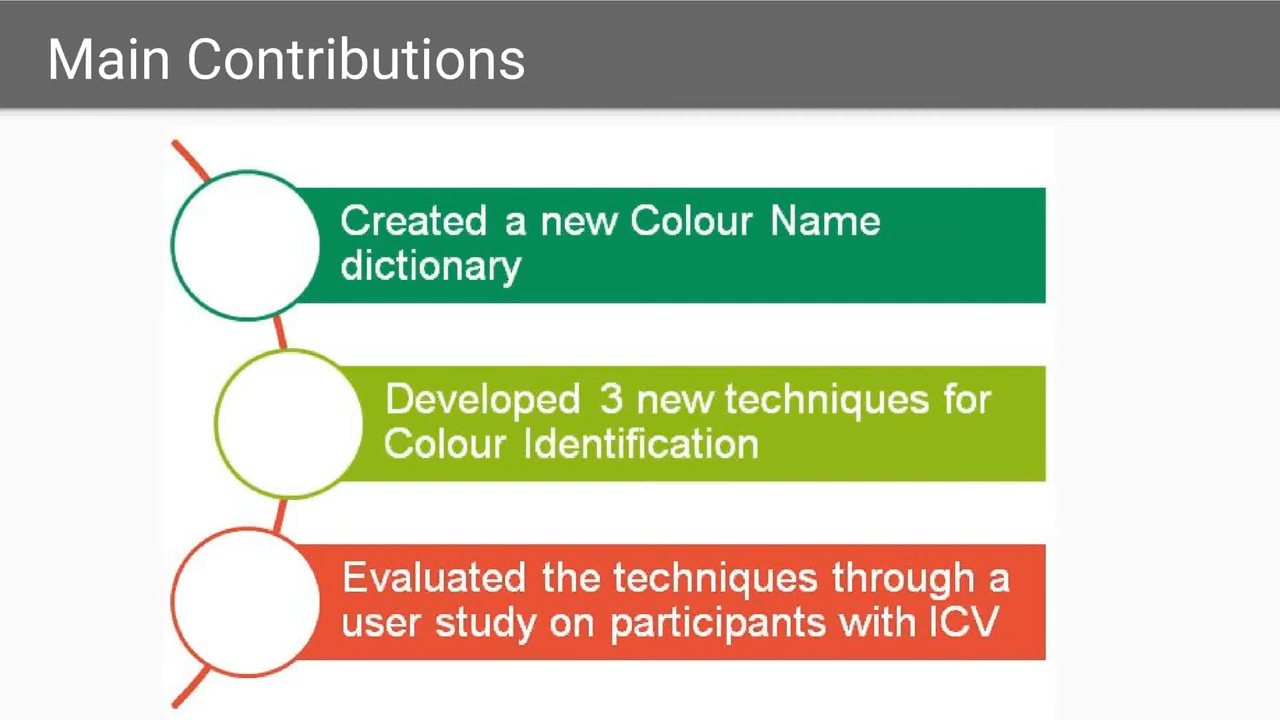 Main Contributions
Created a new Colour Name
dictionary
Developed 3 new techniques for
Colour Identification
Evaluated the techniques through a
user study on participants with ICV